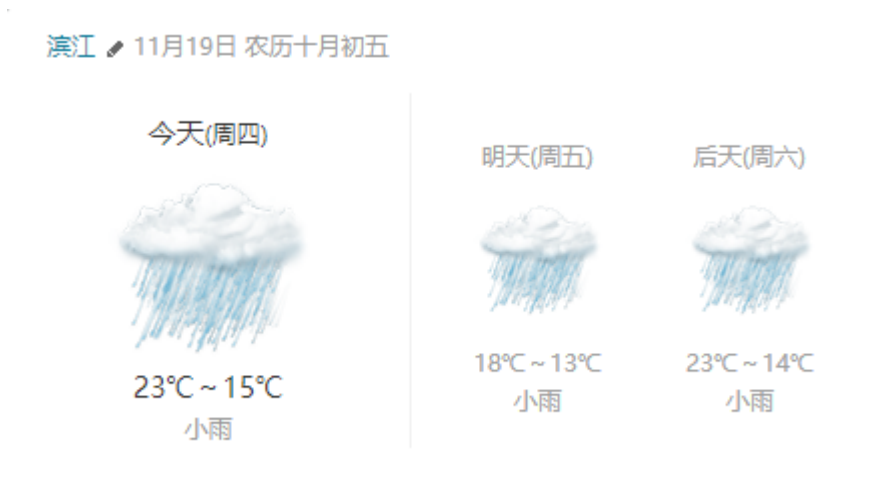 滨江 11月19日 农历十月初五
今天(周四)
23℃ ~ 15℃
小雨
明天(周五)
18℃ ~ 13℃
小雨
后天(周六)
23℃ ~ 14℃
小雨